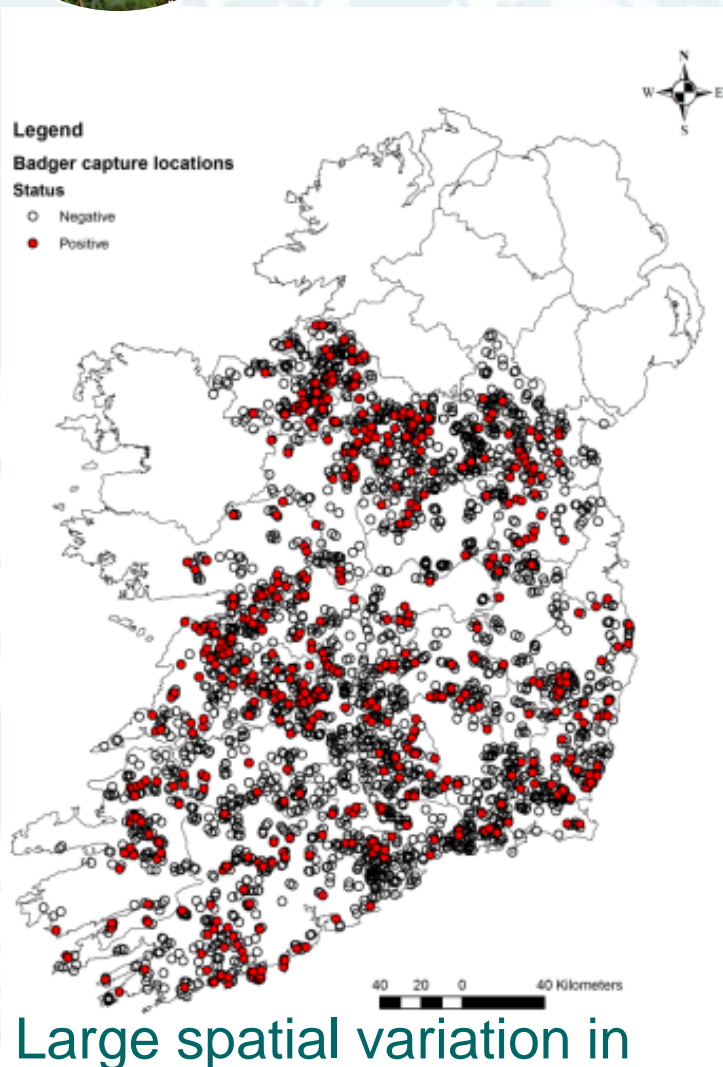 N
W E
S
Legend
Badger capture locations
Status
Negative
Positive
40 20 0 40 Kilometers
Large spatial variation in